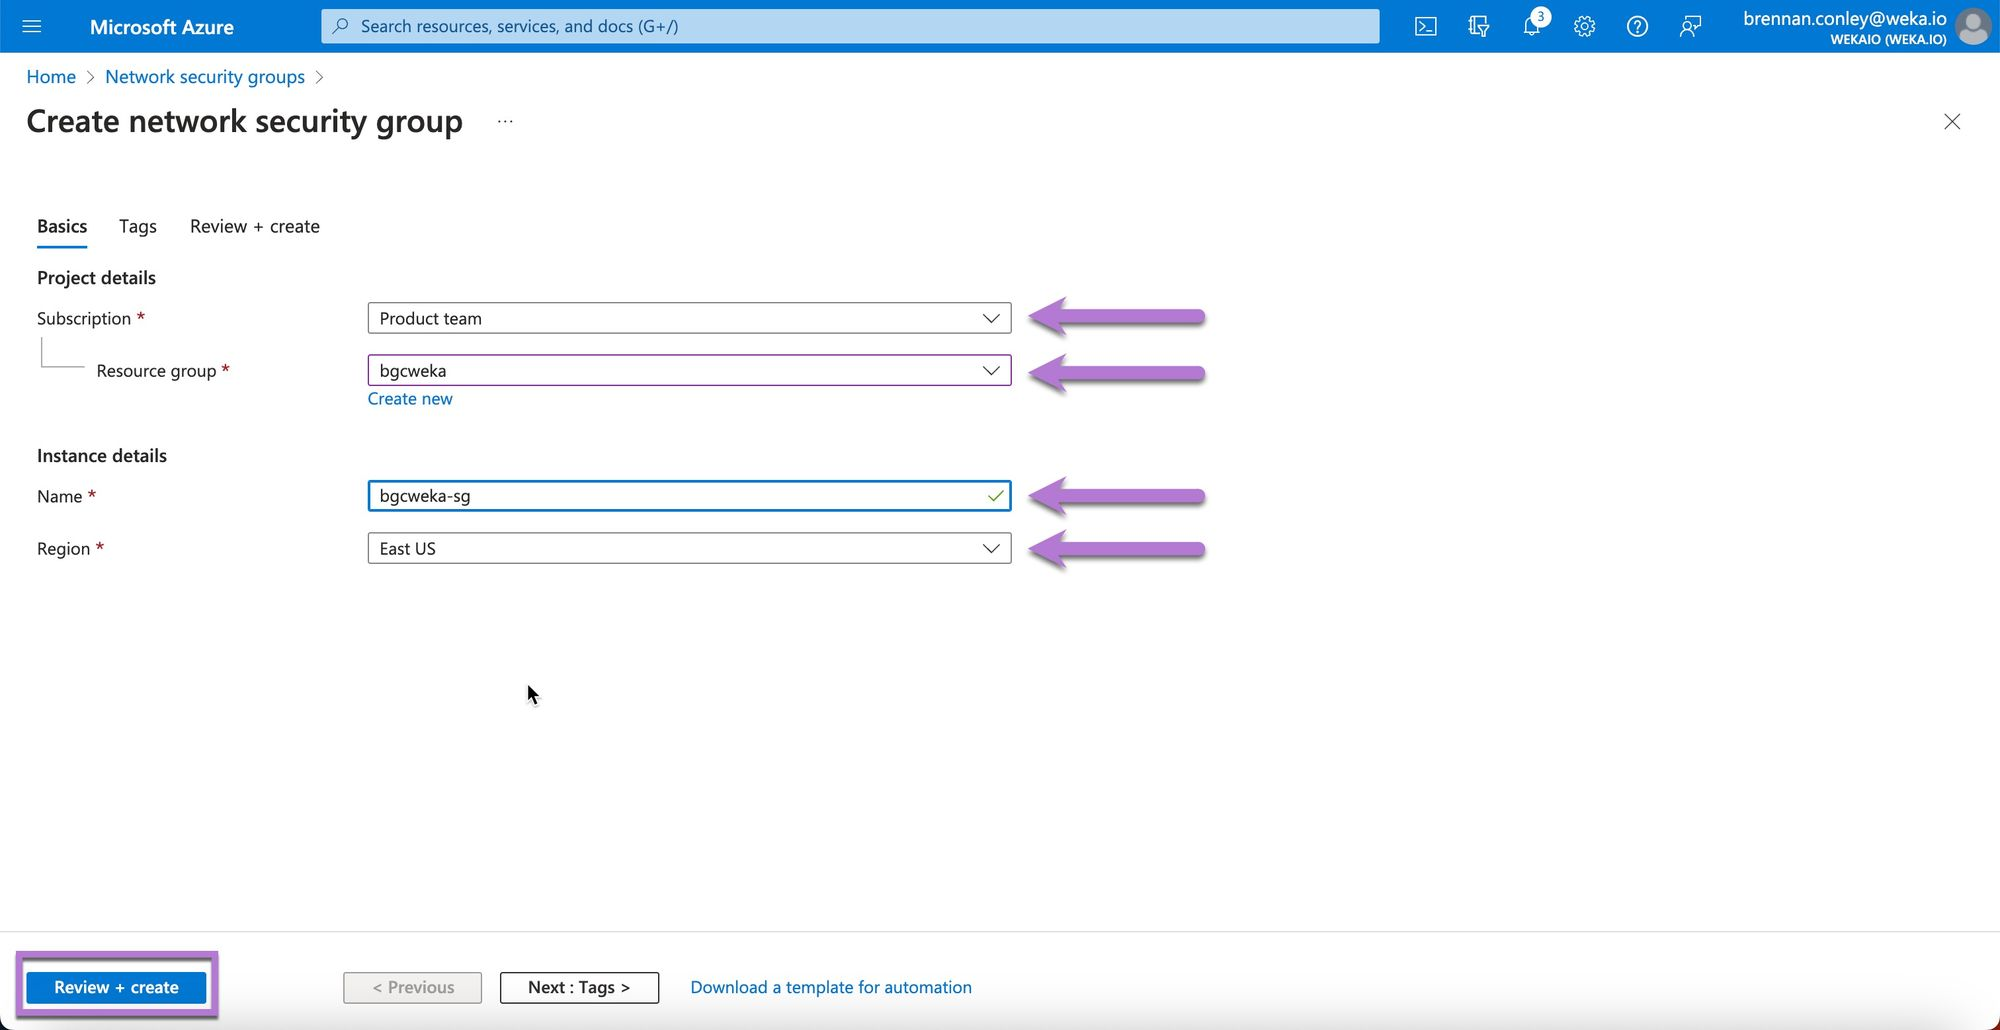 Microsoft Azure
Search resources, services, and docs (G+/)
3
brennan.conley@weka.io
WEKAIO (WEKA.IO)
Home > Network security groups >
Create network security group ...
Basics Tags Review + create
Project details
Subscription * Product team
Resource group * bgcweka
Create new
Instance details
Name * bgcweka-sg
Region * East US
Review + create < Previous Next : Tags > Download a template for automation